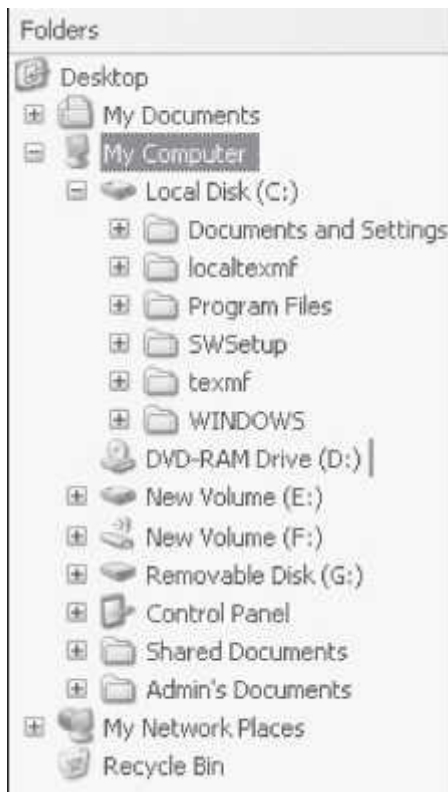 Folders
Desktop
My Documents
My Computer
Local Disk (C:)
Documents and Settings
localtexmf
Program Files
SWSetup
texmf
WINDOWS
DVD-RAM Drive (D:)
New Volume (E:)
New Volume (F:)
Removable Disk (G:)
Control Panel
Shared Documents
Admin's Documents
My Network Places
Recycle Bin